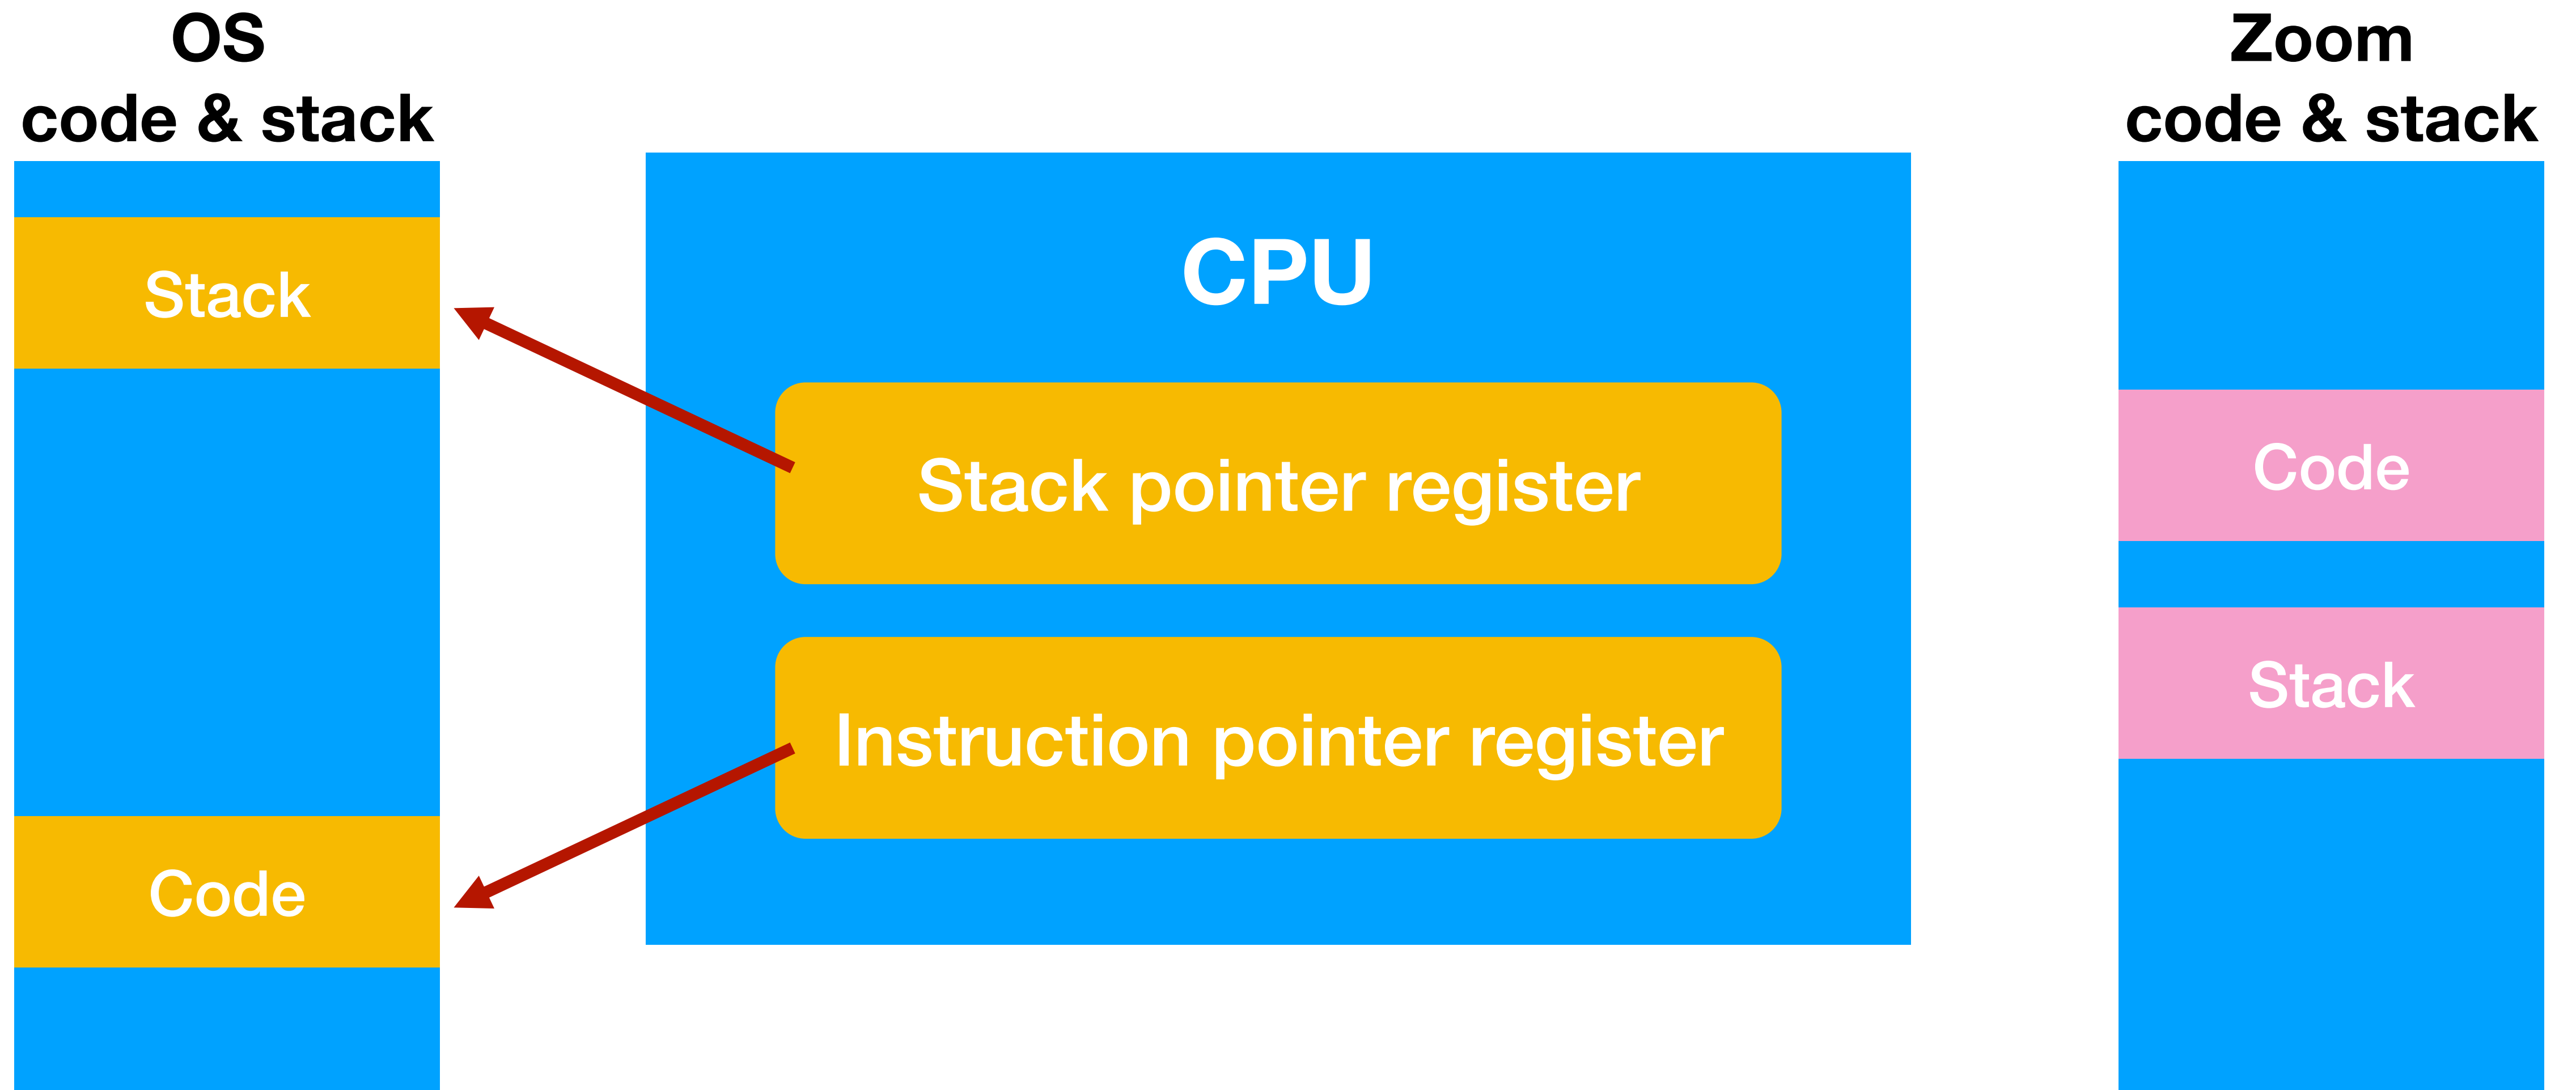 OS
code & stack
Stack
Code
CPU
Stack pointer register
Instruction pointer register
Zoom
code & stack
Code
Stack